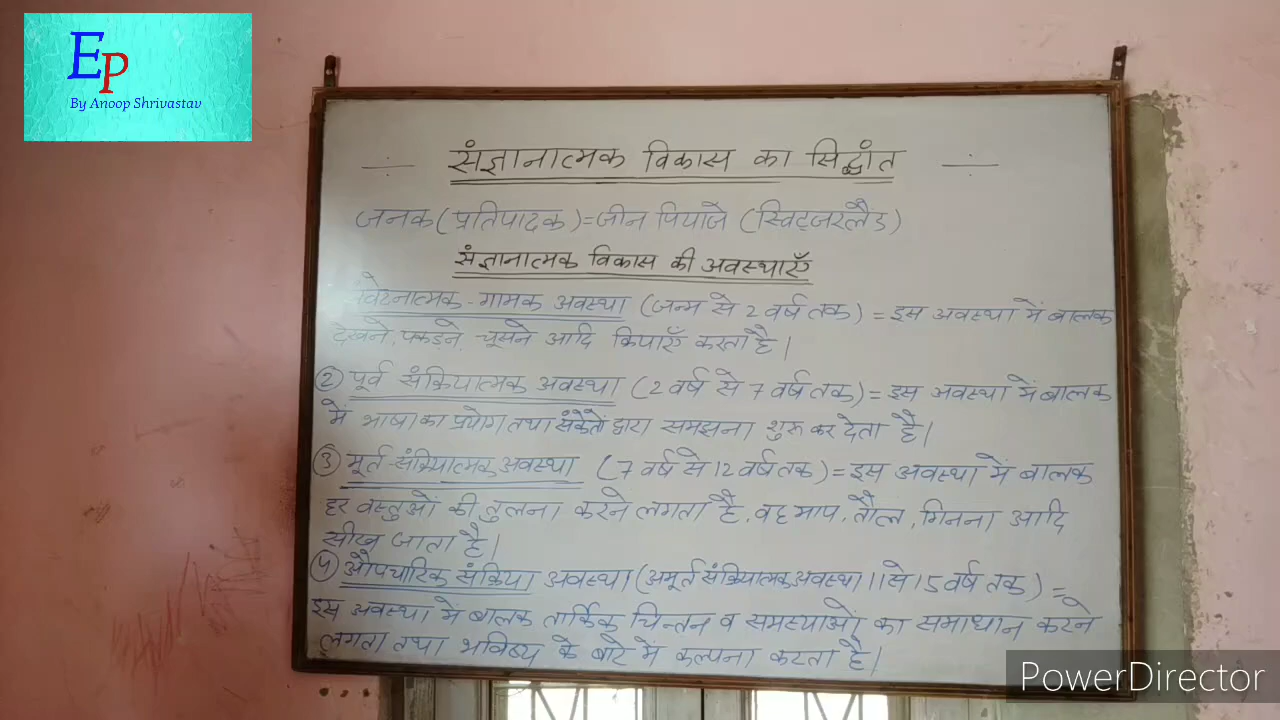 EP
By Anoop Shrivastav
संज्ञानात्मक विकास का सिद्धांत
जनक (प्रतिपादक)=जीन पियाजे (स्विट्जरलैंड)
संज्ञानात्मक विकास की अवस्थाएँ
संवेदनात्मक-गामक अवस्था (जन्म से 2 वर्ष तक) = इस अवस्था में बालक
देखने, पकड़ने, चूसने आदि क्रियाएँ करता है।
② पूर्व संक्रियात्मक अवस्था (2 वर्ष से 7 वर्ष तक) = इस अवस्था में बालक
में भाषा का प्रयोग तथा संकेतों द्वारा समझना शुरू कर देता है।
③ मूर्त संक्रियात्मक अवस्था (7 वर्ष से 12 वर्ष तक) = इस अवस्था में बालक
हर वस्तुओं की तुलना करने लगता है, वह माप, तौल, गिनना आदि
सीख जाता है।
④ औपचारिक संक्रिया अवस्था (अमूर्त संक्रियात्मक अवस्था 11 से 15 वर्ष तक) =
इस अवस्था में बालक तार्किक चिन्तन व समस्याओं का समाधान करने
लगता तथा भविष्य के बारे में कल्पना करता है।
PowerDirector